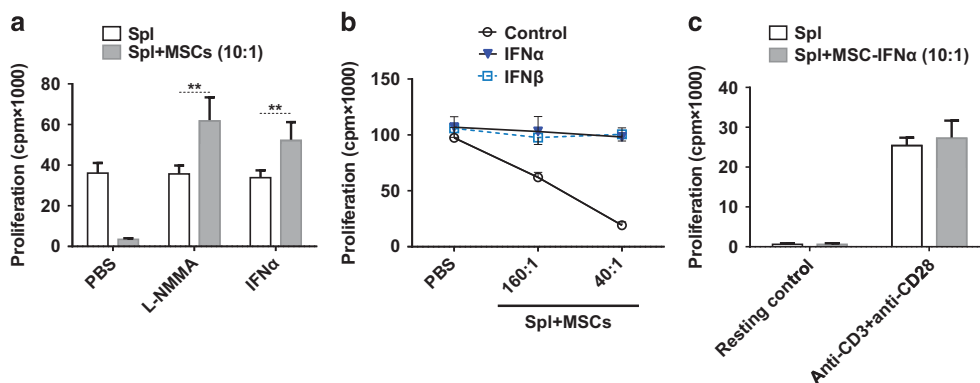 a
Spl
Spl+MSCs (10:1)
Proliferation (cpm×1000)
80
60
40
20
0
**
**
PBS
L-NMMA
IFNα
b
Control
IFNα
IFNβ
Proliferation (cpm×1000)
150
100
50
0
PBS
160:1
40:1
Spl+MSCs
c
Spl
Spl+MSC-IFNα (10:1)
Proliferation (cpm×1000)
40
30
20
10
0
Resting control
Anti-CD3+anti-CD28